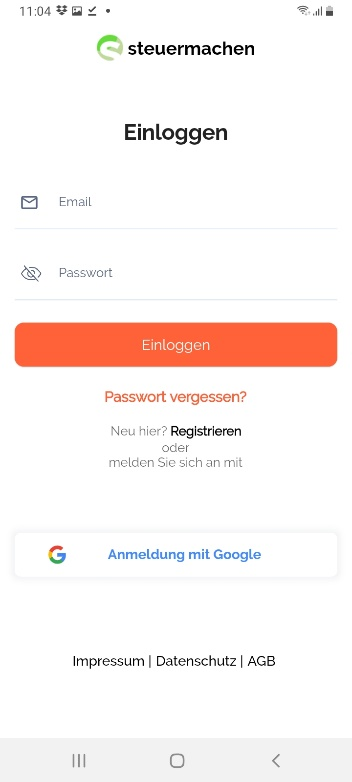 11:04
steuermachen
Einloggen
Email
Passwort
Einloggen
Passwort vergessen?
Neu hier? Registrieren
oder
melden Sie sich an mit
Anmeldung mit Google
Impressum | Datenschutz | AGB